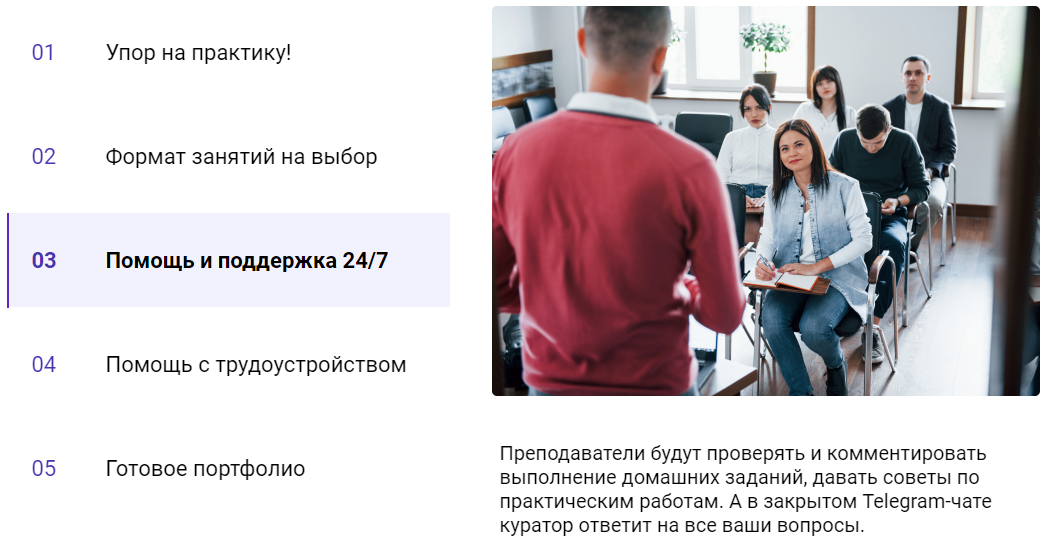 01 Упор на практику!
02 Формат занятий на выбор
03 Помощь и поддержка 24/7
04 Помощь с трудоустройством
05 Готовое портфолио
Преподаватели будут проверять и комментировать
выполнение домашних заданий, давать советы по
практическим работам. А в закрытом Telegram-чате
куратор ответит на все ваши вопросы.